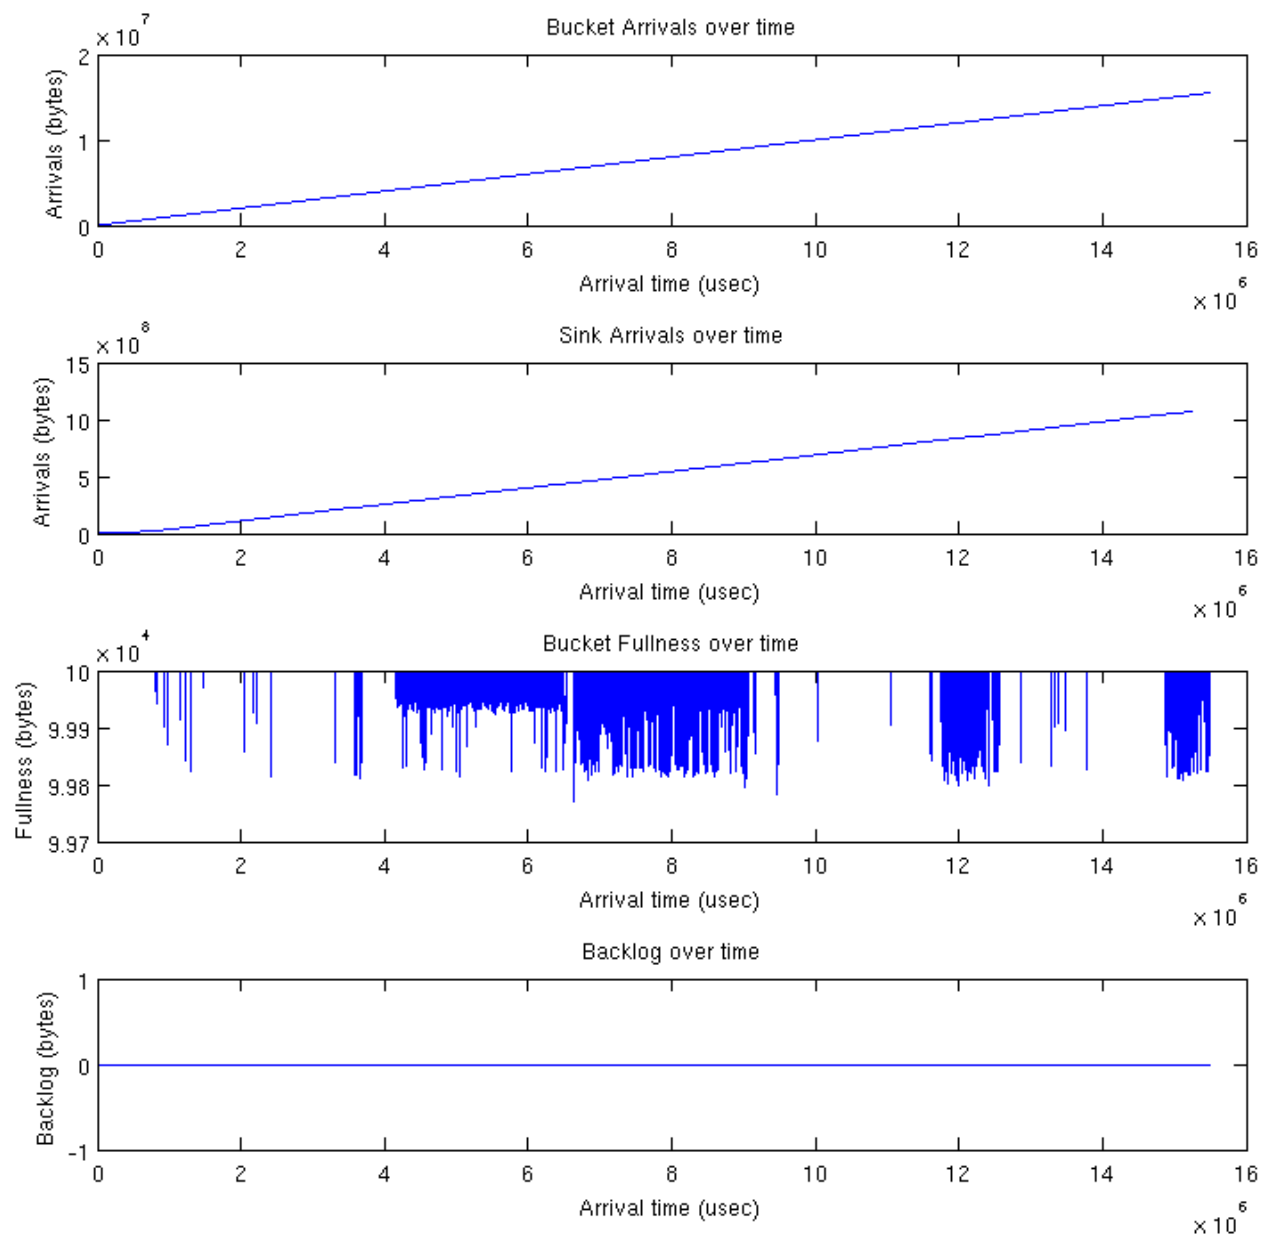 Bucket Arrivals over time
× 10^7
2
1
0
Arrivals (bytes)
0 2 4 6 8 10 12 14 16
Arrival time (usec)
× 10^6
Sink Arrivals over time
× 10^8
15
10
5
0
Arrivals (bytes)
0 2 4 6 8 10 12 14 16
Arrival time (usec)
× 10^6
Bucket Fullness over time
× 10^4
10
9.99
9.98
9.97
Fullness (bytes)
0 2 4 6 8 10 12 14 16
Arrival time (usec)
× 10^6
Backlog over time
1
0
-1
Backlog (bytes)
0 2 4 6 8 10 12 14 16
Arrival time (usec)
× 10^6